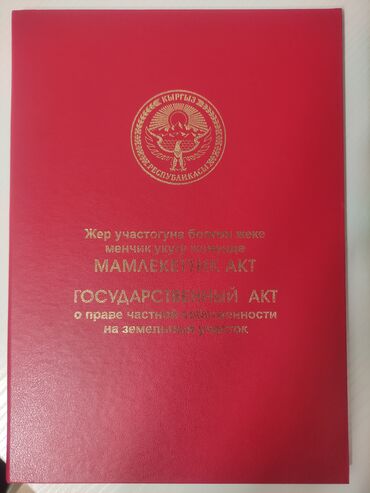 КЫРГЫЗ
РЕСПУБЛИКАСЫ
Жер участогуна болгон жеке
менчик укугу жөнүндө
МАМЛЕКЕТТИК АКТ
ГОСУДАРСТВЕННЫЙ АКТ
о праве частной собственности
на земельный участок